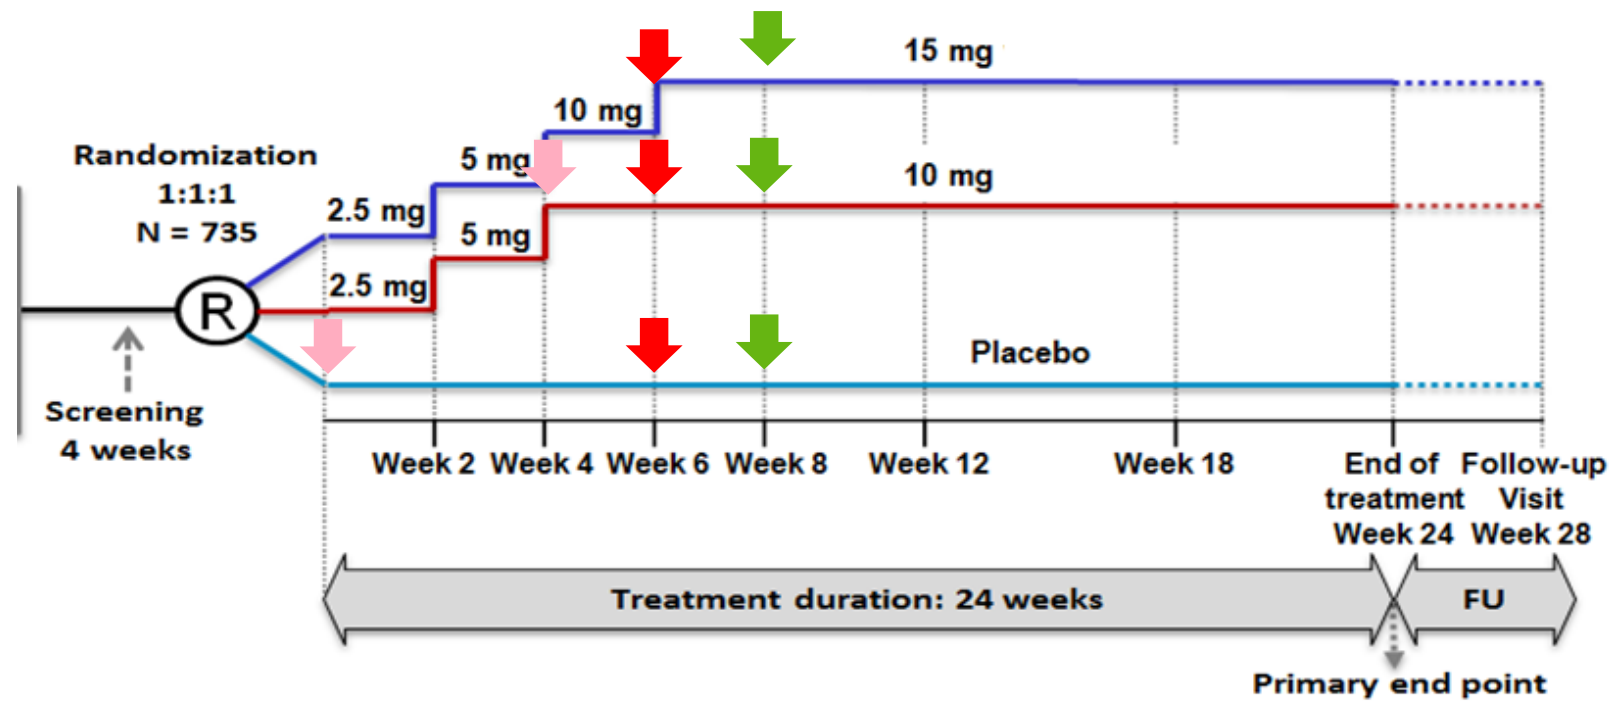 15 mg
10 mg
Randomization
1:1:1
N = 735
5 mg
10 mg
2.5 mg
5 mg
2.5 mg
R
Placebo
Screening
4 weeks
Week 2
Week 4
Week 6
Week 8
Week 12
Week 18
End of
treatment
Week 24
Follow-up
Visit
Week 28
Treatment duration: 24 weeks
FU
Primary end point